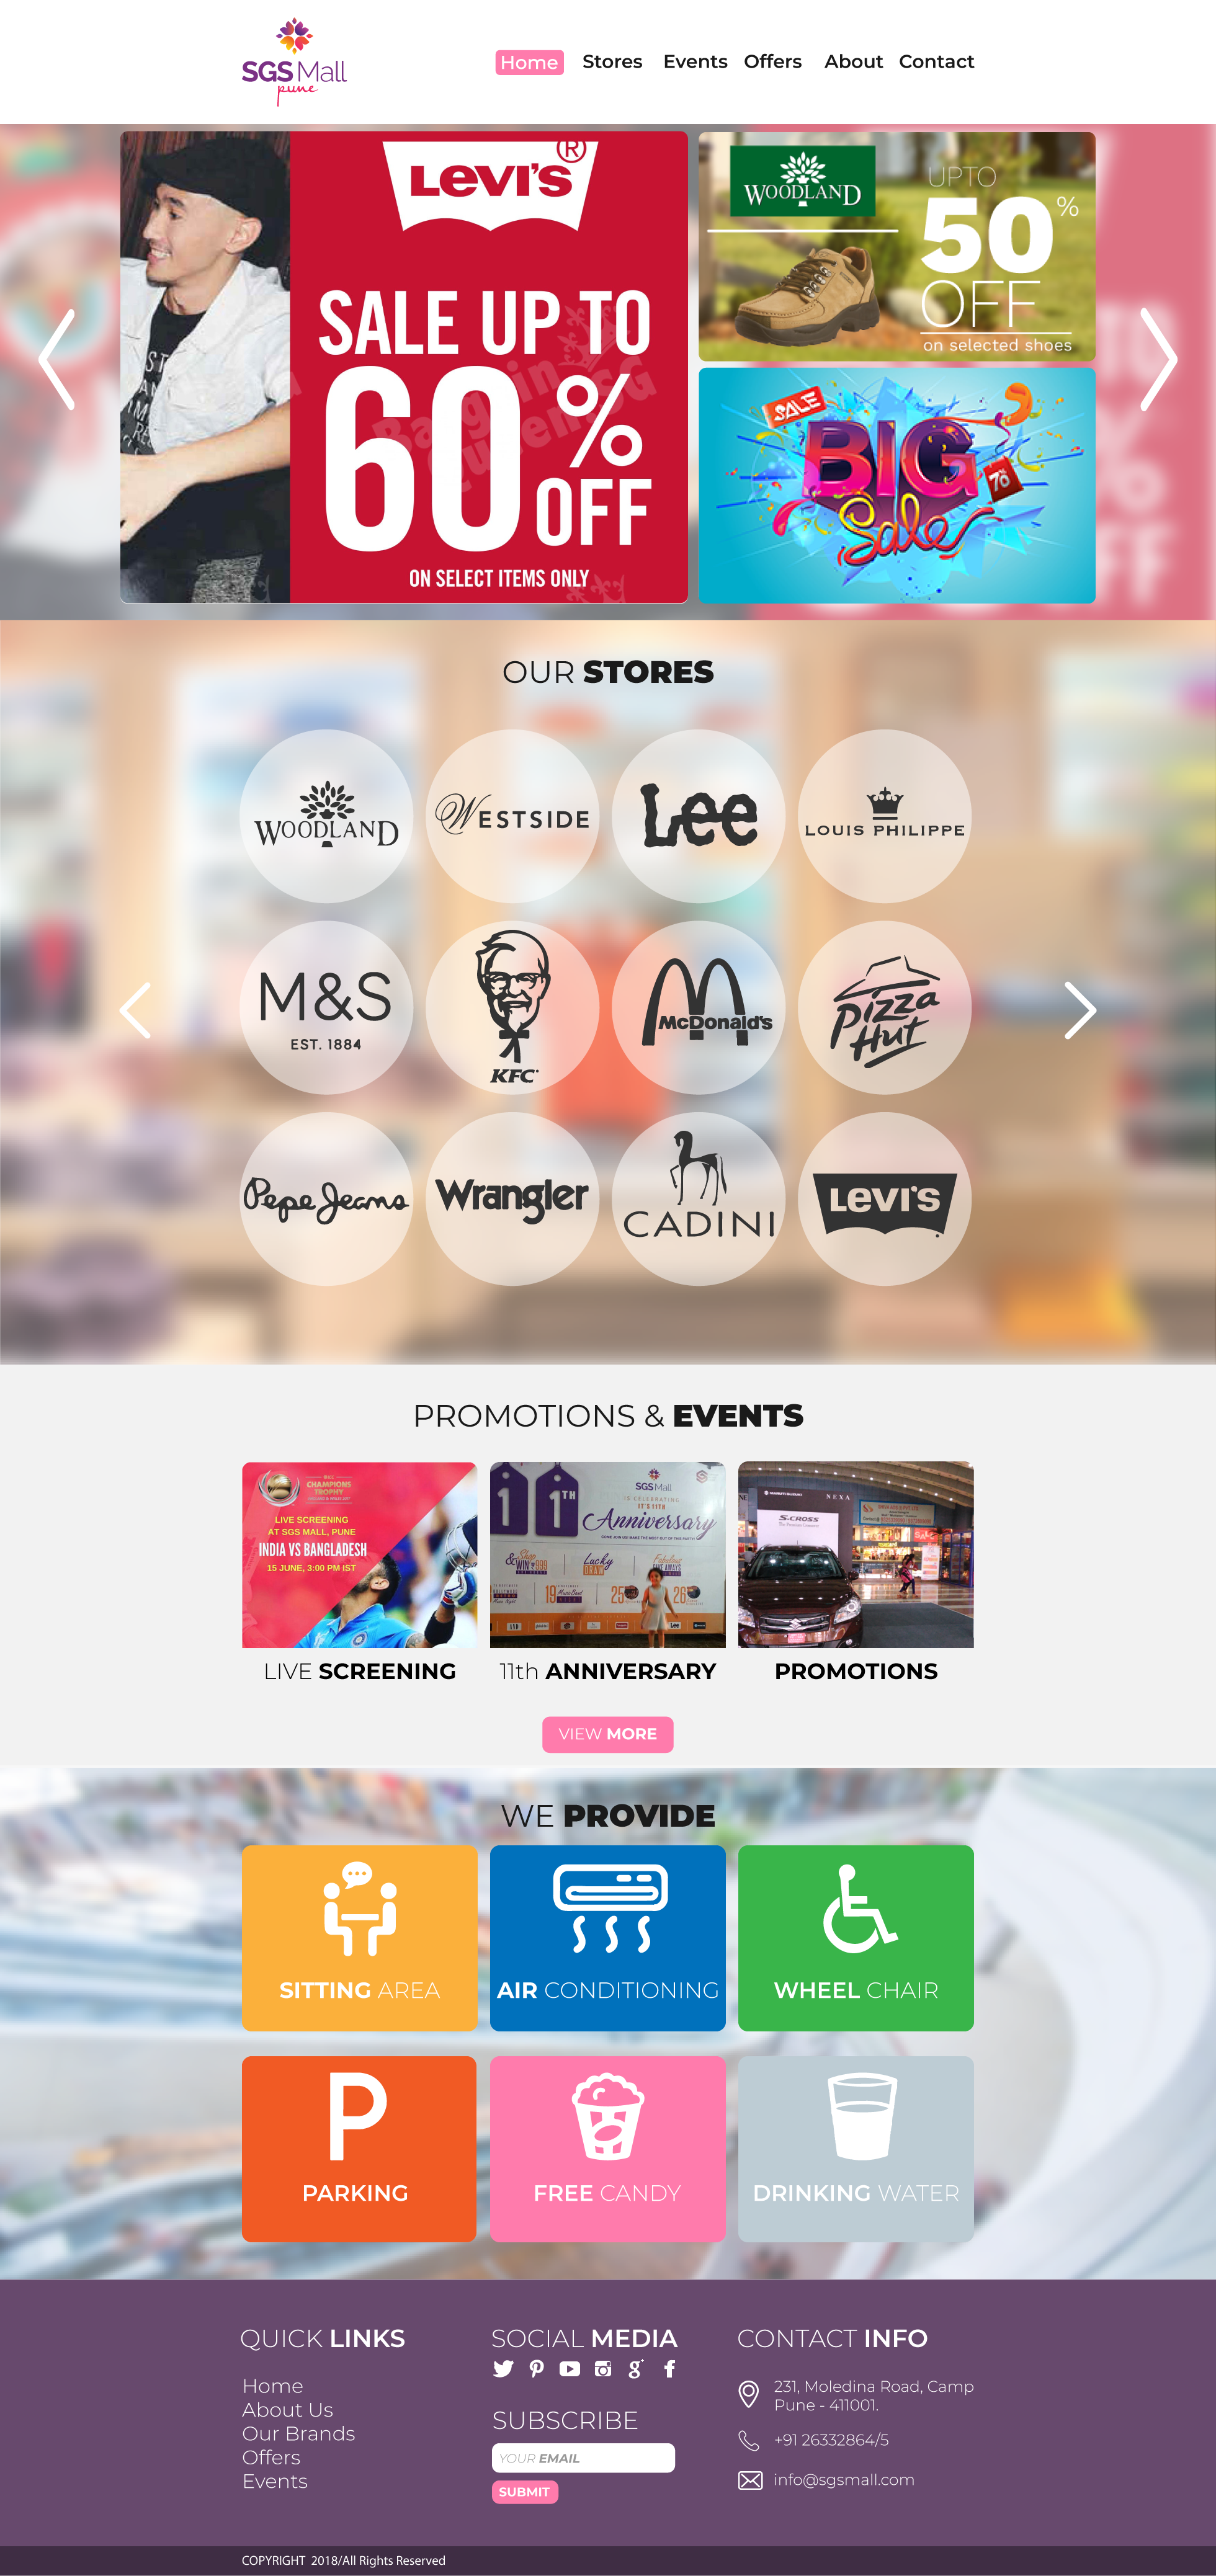 SGS Mall
pune
Home Stores Events Offers About Contact
LEVI'S ®
SALE UP TO
60%
OFF
ON SELECT ITEMS ONLY
WOODLAND
UPTO
50%
OFF
on selected shoes
SALE
BIG
Sale
OUR STORES
WOODLAND
WESTSIDE
Lee
LOUIS PHILIPPE
M&S
EST. 1884
KFC
McDonald's
Pizza
Hut
Pepe Jeans
Wrangler
CADINI
LEVI'S
PROMOTIONS & EVENTS
CHAMPIONS
TROPHY
LIVE SCREENING
AT SGS MALL, PUNE
INDIA VS BANGLADESH
15 JUNE, 3:00 PM IST
SGS Mall
IS CELEBRATING
IT'S 11TH
11TH
Anniversary
Shop
& WIN
Lucky
DRAW
Fabulous
19
25
26
NEXA
S-CROSS
LIVE SCREENING
11th ANNIVERSARY
PROMOTIONS
VIEW MORE
WE PROVIDE
SITTING AREA
AIR CONDITIONING
WHEEL CHAIR
P
PARKING
FREE CANDY
DRINKING WATER
QUICK LINKS
Home
About Us
Our Brands
Offers
Events
SOCIAL MEDIA
SUBSCRIBE
YOUR EMAIL
SUBMIT
CONTACT INFO
231, Moledina Road, Camp
Pune - 411001.
+91 26332864/5
info@sgsmall.com
COPYRIGHT 2018/All Rights Reserved